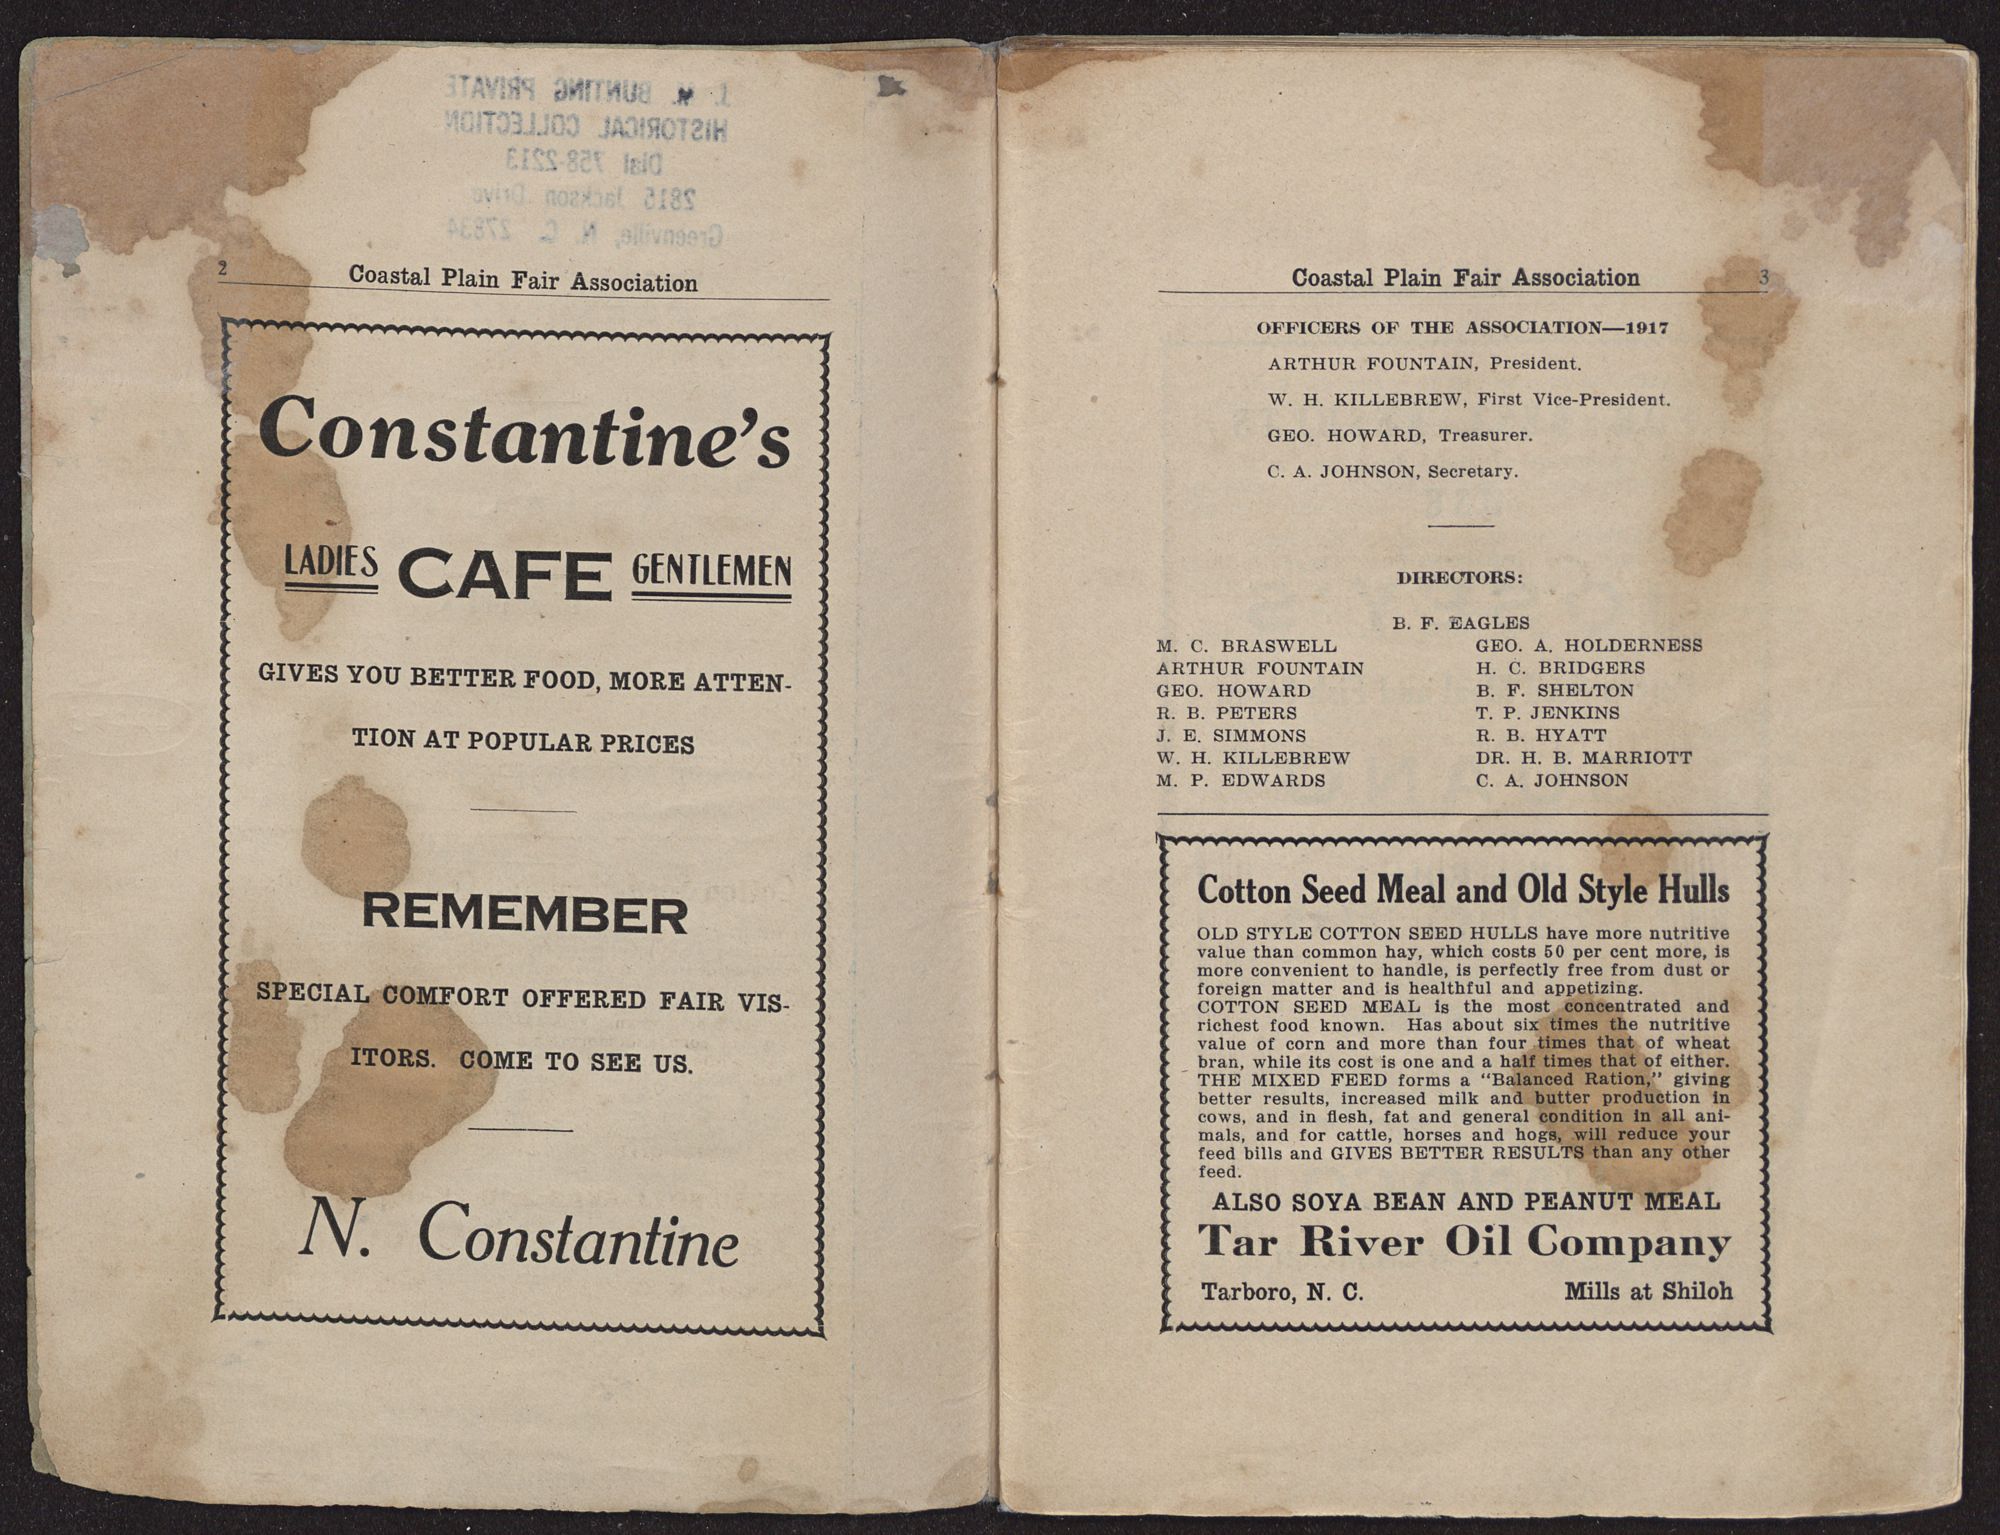 J. M. BUNTING PRIVATE
HISTORICAL COLLECTION
Dial 758-2213
2815 Jackson Drive
Greenville, N. C. 27834
2
Coastal Plain Fair Association
Constantine's
LADIES CAFE GENTLEMEN
GIVES YOU BETTER FOOD, MORE ATTEN-
TION AT POPULAR PRICES
REMEMBER
SPECIAL COMFORT OFFERED FAIR VIS-
ITORS. COME TO SEE US.
N. Constantine
Coastal Plain Fair Association 3
OFFICERS OF THE ASSOCIATION—1917
ARTHUR FOUNTAIN, President.
W. H. KILLEBREW, First Vice-President.
GEO. HOWARD, Treasurer.
C. A. JOHNSON, Secretary.
DIRECTORS:
B. F. EAGLES
M. C. BRASWELL
ARTHUR FOUNTAIN
GEO. HOWARD
R. B. PETERS
J. E. SIMMONS
W. H. KILLEBREW
M. P. EDWARDS
GEO. A. HOLDERNESS
H. C. BRIDGERS
B. F. SHELTON
T. P. JENKINS
R. B. HYATT
DR. H. B. MARRIOTT
C. A. JOHNSON
Cotton Seed Meal and Old Style Hulls
OLD STYLE COTTON SEED HULLS have more nutritive
value than common hay, which costs 50 per cent more, is
more convenient to handle, is perfectly free from dust or
foreign matter and is healthful and appetizing.
COTTON SEED MEAL is the most concentrated and
richest food known. Has about six times the nutritive
value of corn and more than four times that of wheat
bran, while its cost is one and a half times that of either.
THE MIXED FEED forms a "Balanced Ration," giving
better results, increased milk and butter production in
cows, and in flesh, fat and general condition in all ani-
mals, and for cattle, horses and hogs, will reduce your
feed bills and GIVES BETTER RESULTS than any other
feed.
ALSO SOYA BEAN AND PEANUT MEAL
Tar River Oil Company
Tarboro, N. C. Mills at Shiloh